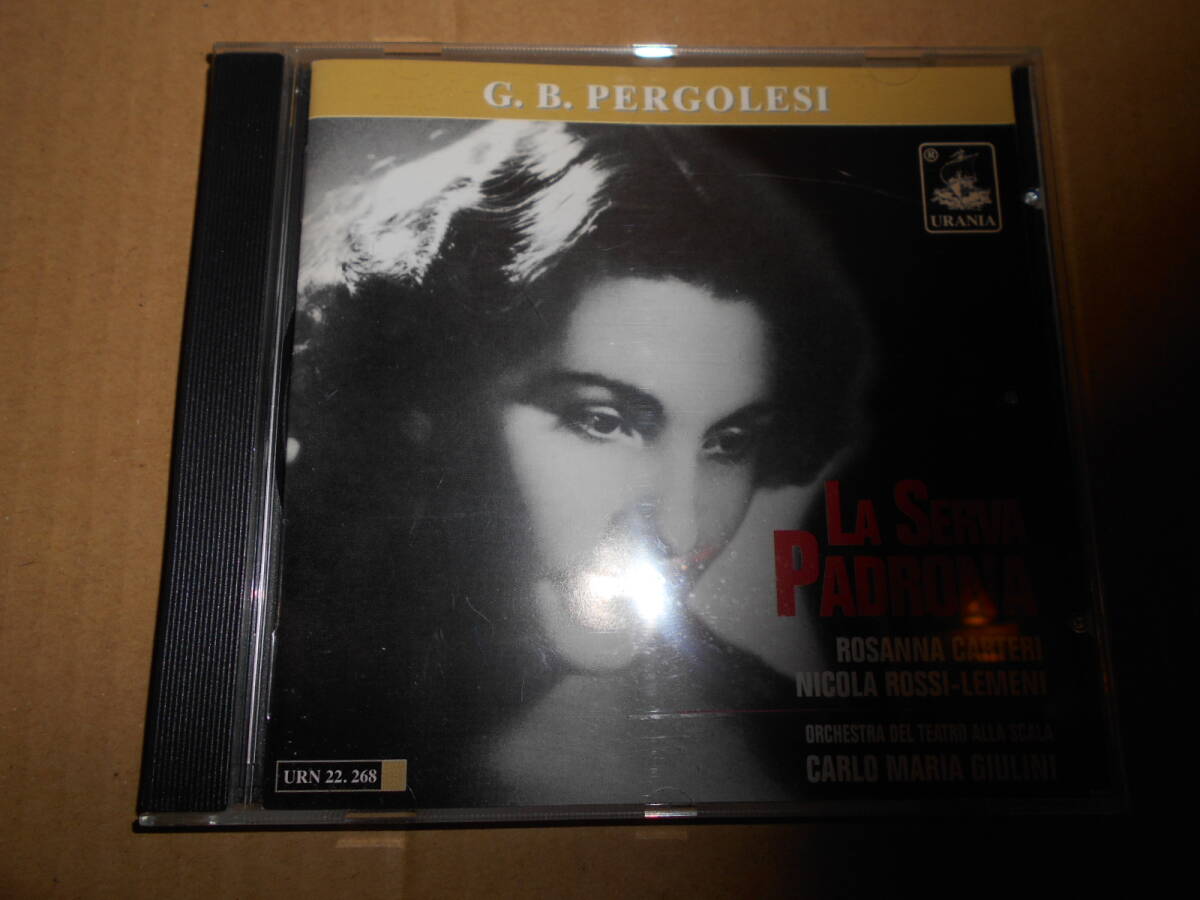 G. B. PERGOLESI
®
URANIA
LA SERVA
PADRONA
ROSANNA CARTERI
NICOLA ROSSI-LEMENI
ORCHESTRA DEL TEATRO ALLA SCALA
CARLO MARIA GIULINI
URN 22. 268